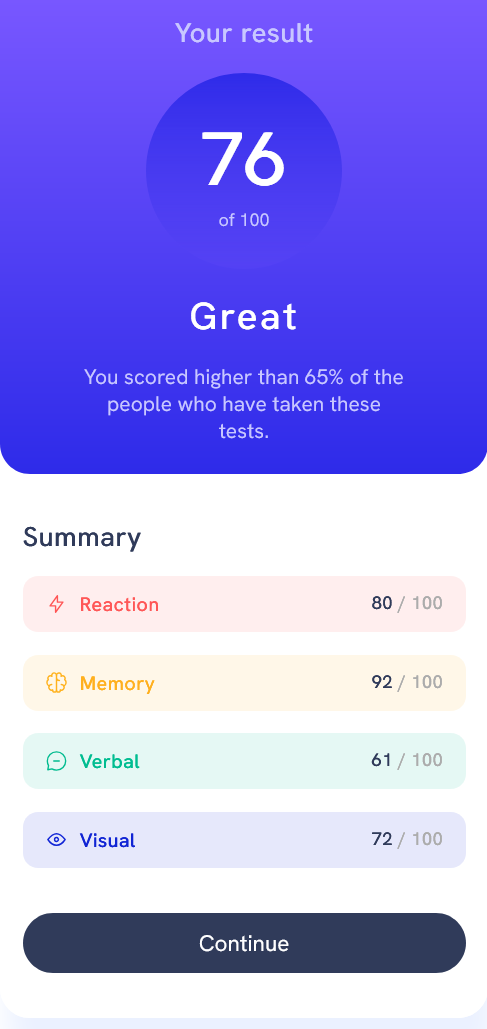 Your result
76
of 100
Great
You scored higher than 65% of the
people who have taken these
tests.
Summary
Reaction 80 / 100
Memory 92 / 100
Verbal 61 / 100
Visual 72 / 100
Continue